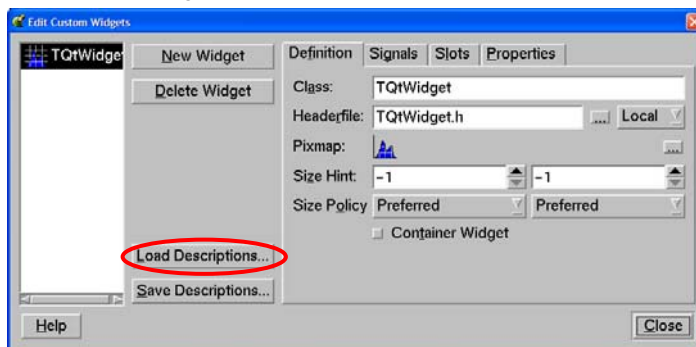 Edit Custom Widgets
TQtWidge
New Widget
Delete Widget
Load Descriptions...
Save Descriptions...
Definition Signals Slots Properties
Class: TQtWidget
Headerfile: TQtWidget.h ... Local
Pixmap: ...
Size Hint: -1 -1
Size Policy Preferred Preferred
Container Widget
Help Close